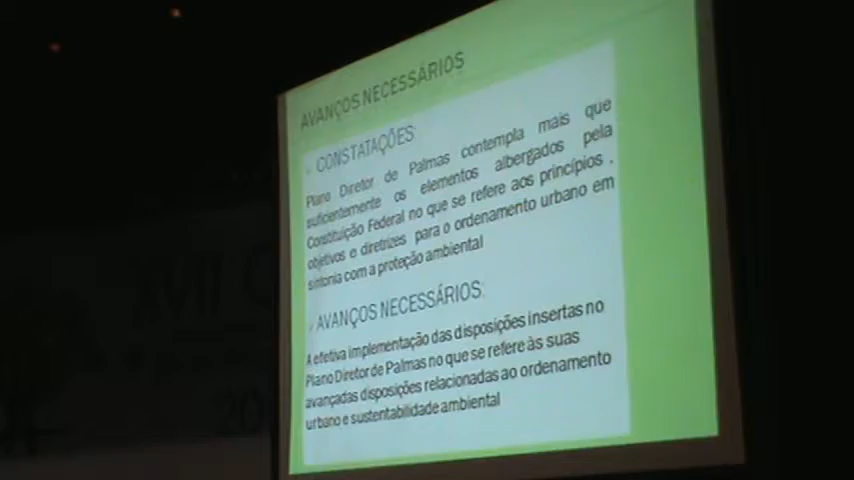 AVANÇOS NECESSÁRIOS
CONSTATAÇÕES:
Plano Diretor de Palmas contempla mais que
suficientemente os elementos albergados pela
Constituição Federal no que se refere aos princípios ,
objetivos e diretrizes para o ordenamento urbano em
sintonia com a proteção ambiental
AVANÇOS NECESSÁRIOS:
A efetiva implementação das disposições insertas no
Plano Diretor de Palmas no que se refere às suas
avançadas disposições relacionadas ao ordenamento
urbano e sustentabilidade ambiental